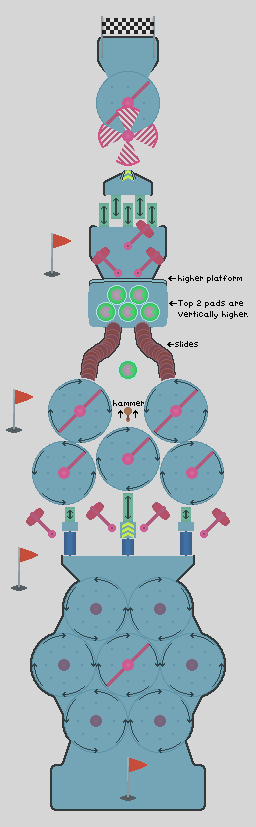 higher platform
Top 2 pads are
vertically higher
slides
hammer